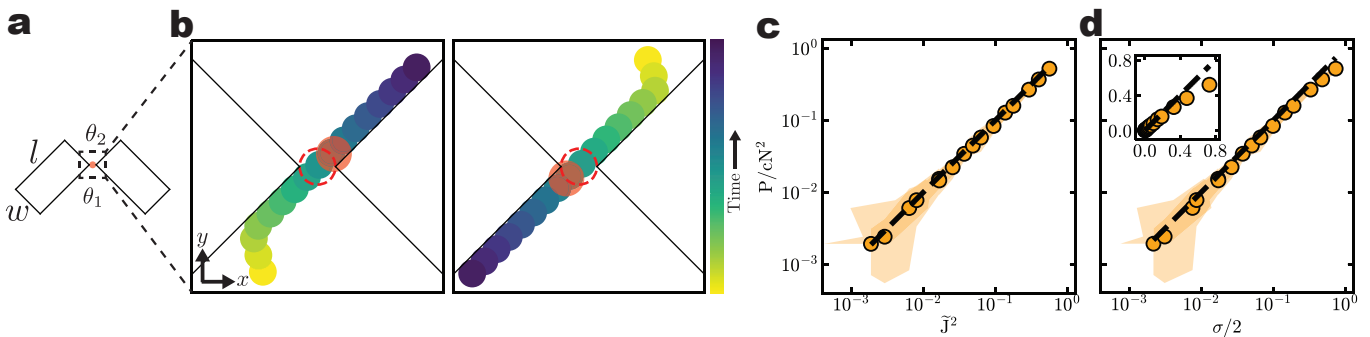 a
b
c
d
l
w
θ₂
θ₁
y
x
Time
P/cN²
10⁰
10⁻¹
10⁻²
10⁻³
10⁻³ 10⁻² 10⁻¹ 10⁰
J̃²
0.8
0.4
0.0
0.0 0.4 0.8
10⁻³ 10⁻² 10⁻¹ 10⁰
σ/2